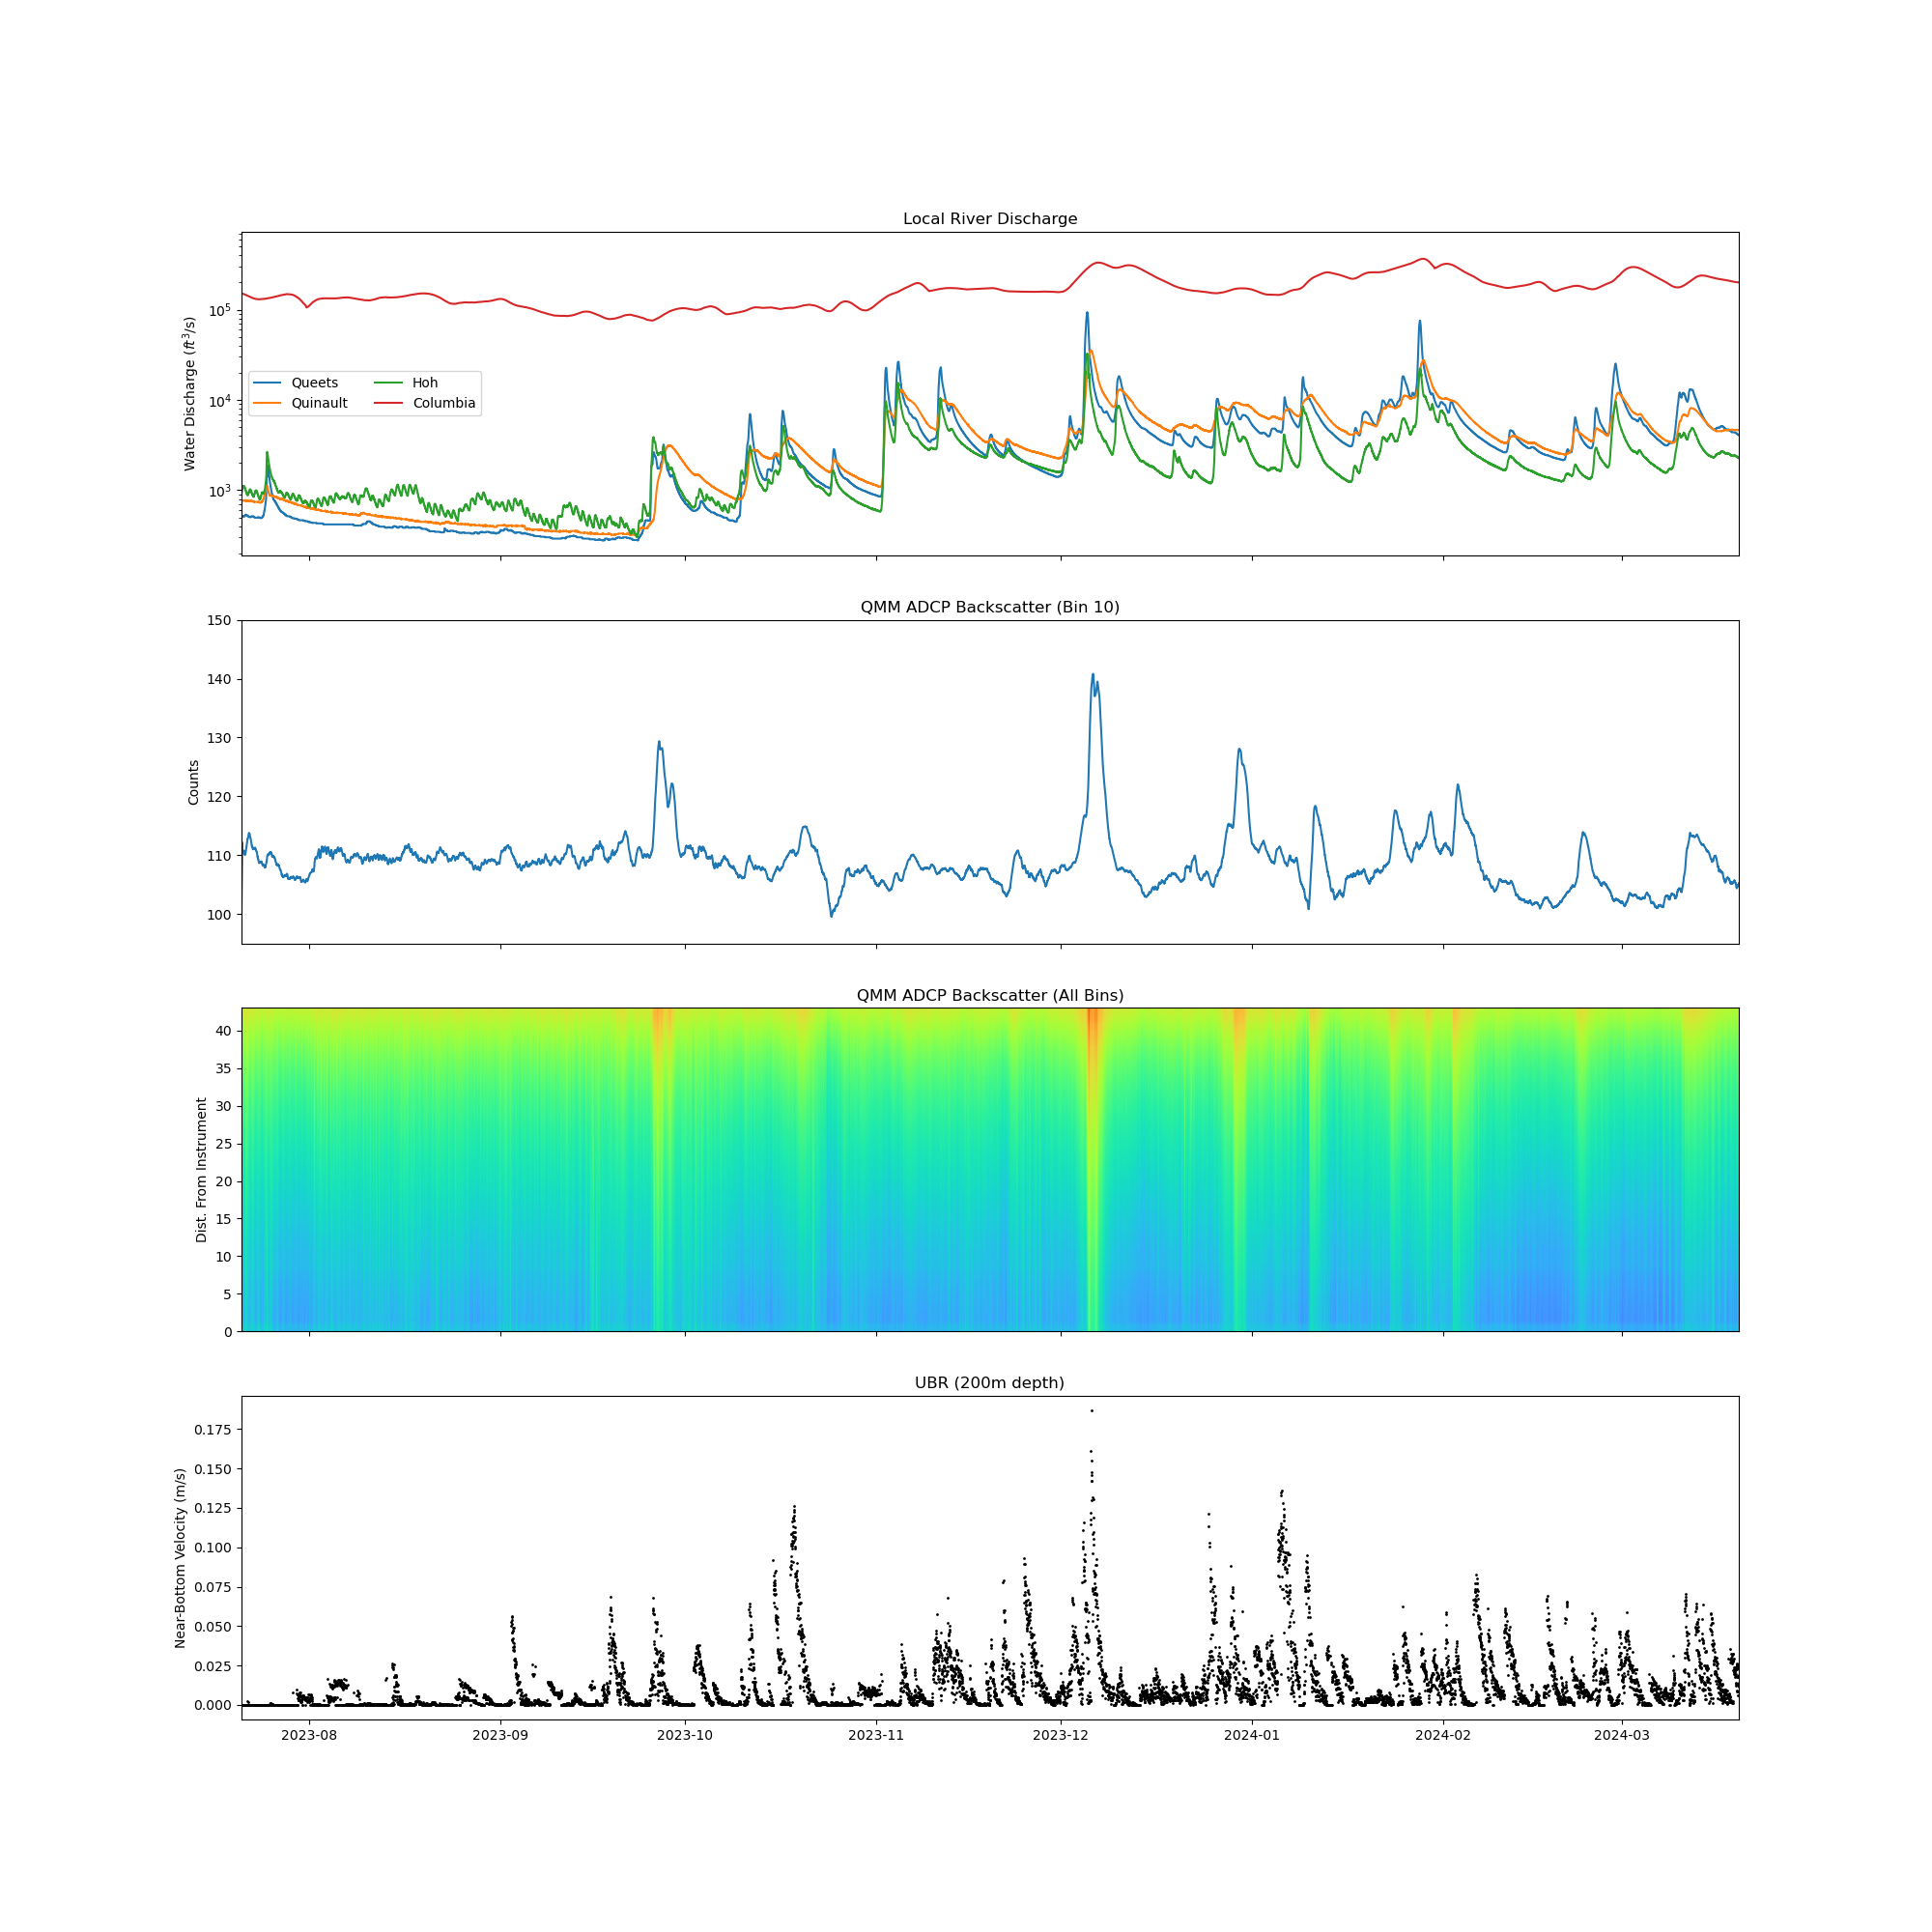 Local River Discharge
Water Discharge (ft³/s)
10⁵
10⁴
10³
Queets
Quinault
Hoh
Columbia
QMM ADCP Backscatter (Bin 10)
Counts
150
140
130
120
110
100
QMM ADCP Backscatter (All Bins)
Dist. From Instrument
40
35
30
25
20
15
10
5
0
UBR (200m depth)
Near-Bottom Velocity (m/s)
0.175
0.150
0.125
0.100
0.075
0.050
0.025
0.000
2023-08 2023-09 2023-10 2023-11 2023-12 2024-01 2024-02 2024-03